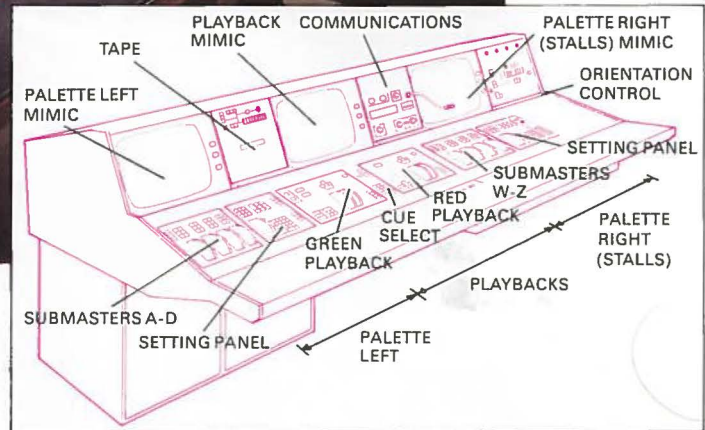 PLAYBACK
MIMIC
COMMUNICATIONS
PALETTE RIGHT
(STALLS) MIMIC
TAPE
ORIENTATION
CONTROL
PALETTE LEFT
MIMIC
SETTING PANEL
SUBMASTERS
W-Z
RED
PLAYBACK
CUE
SELECT
GREEN
PLAYBACK
PALETTE
RIGHT
(STALLS)
PLAYBACKS
SUBMASTERS A-D
SETTING PANEL
PALETTE
LEFT